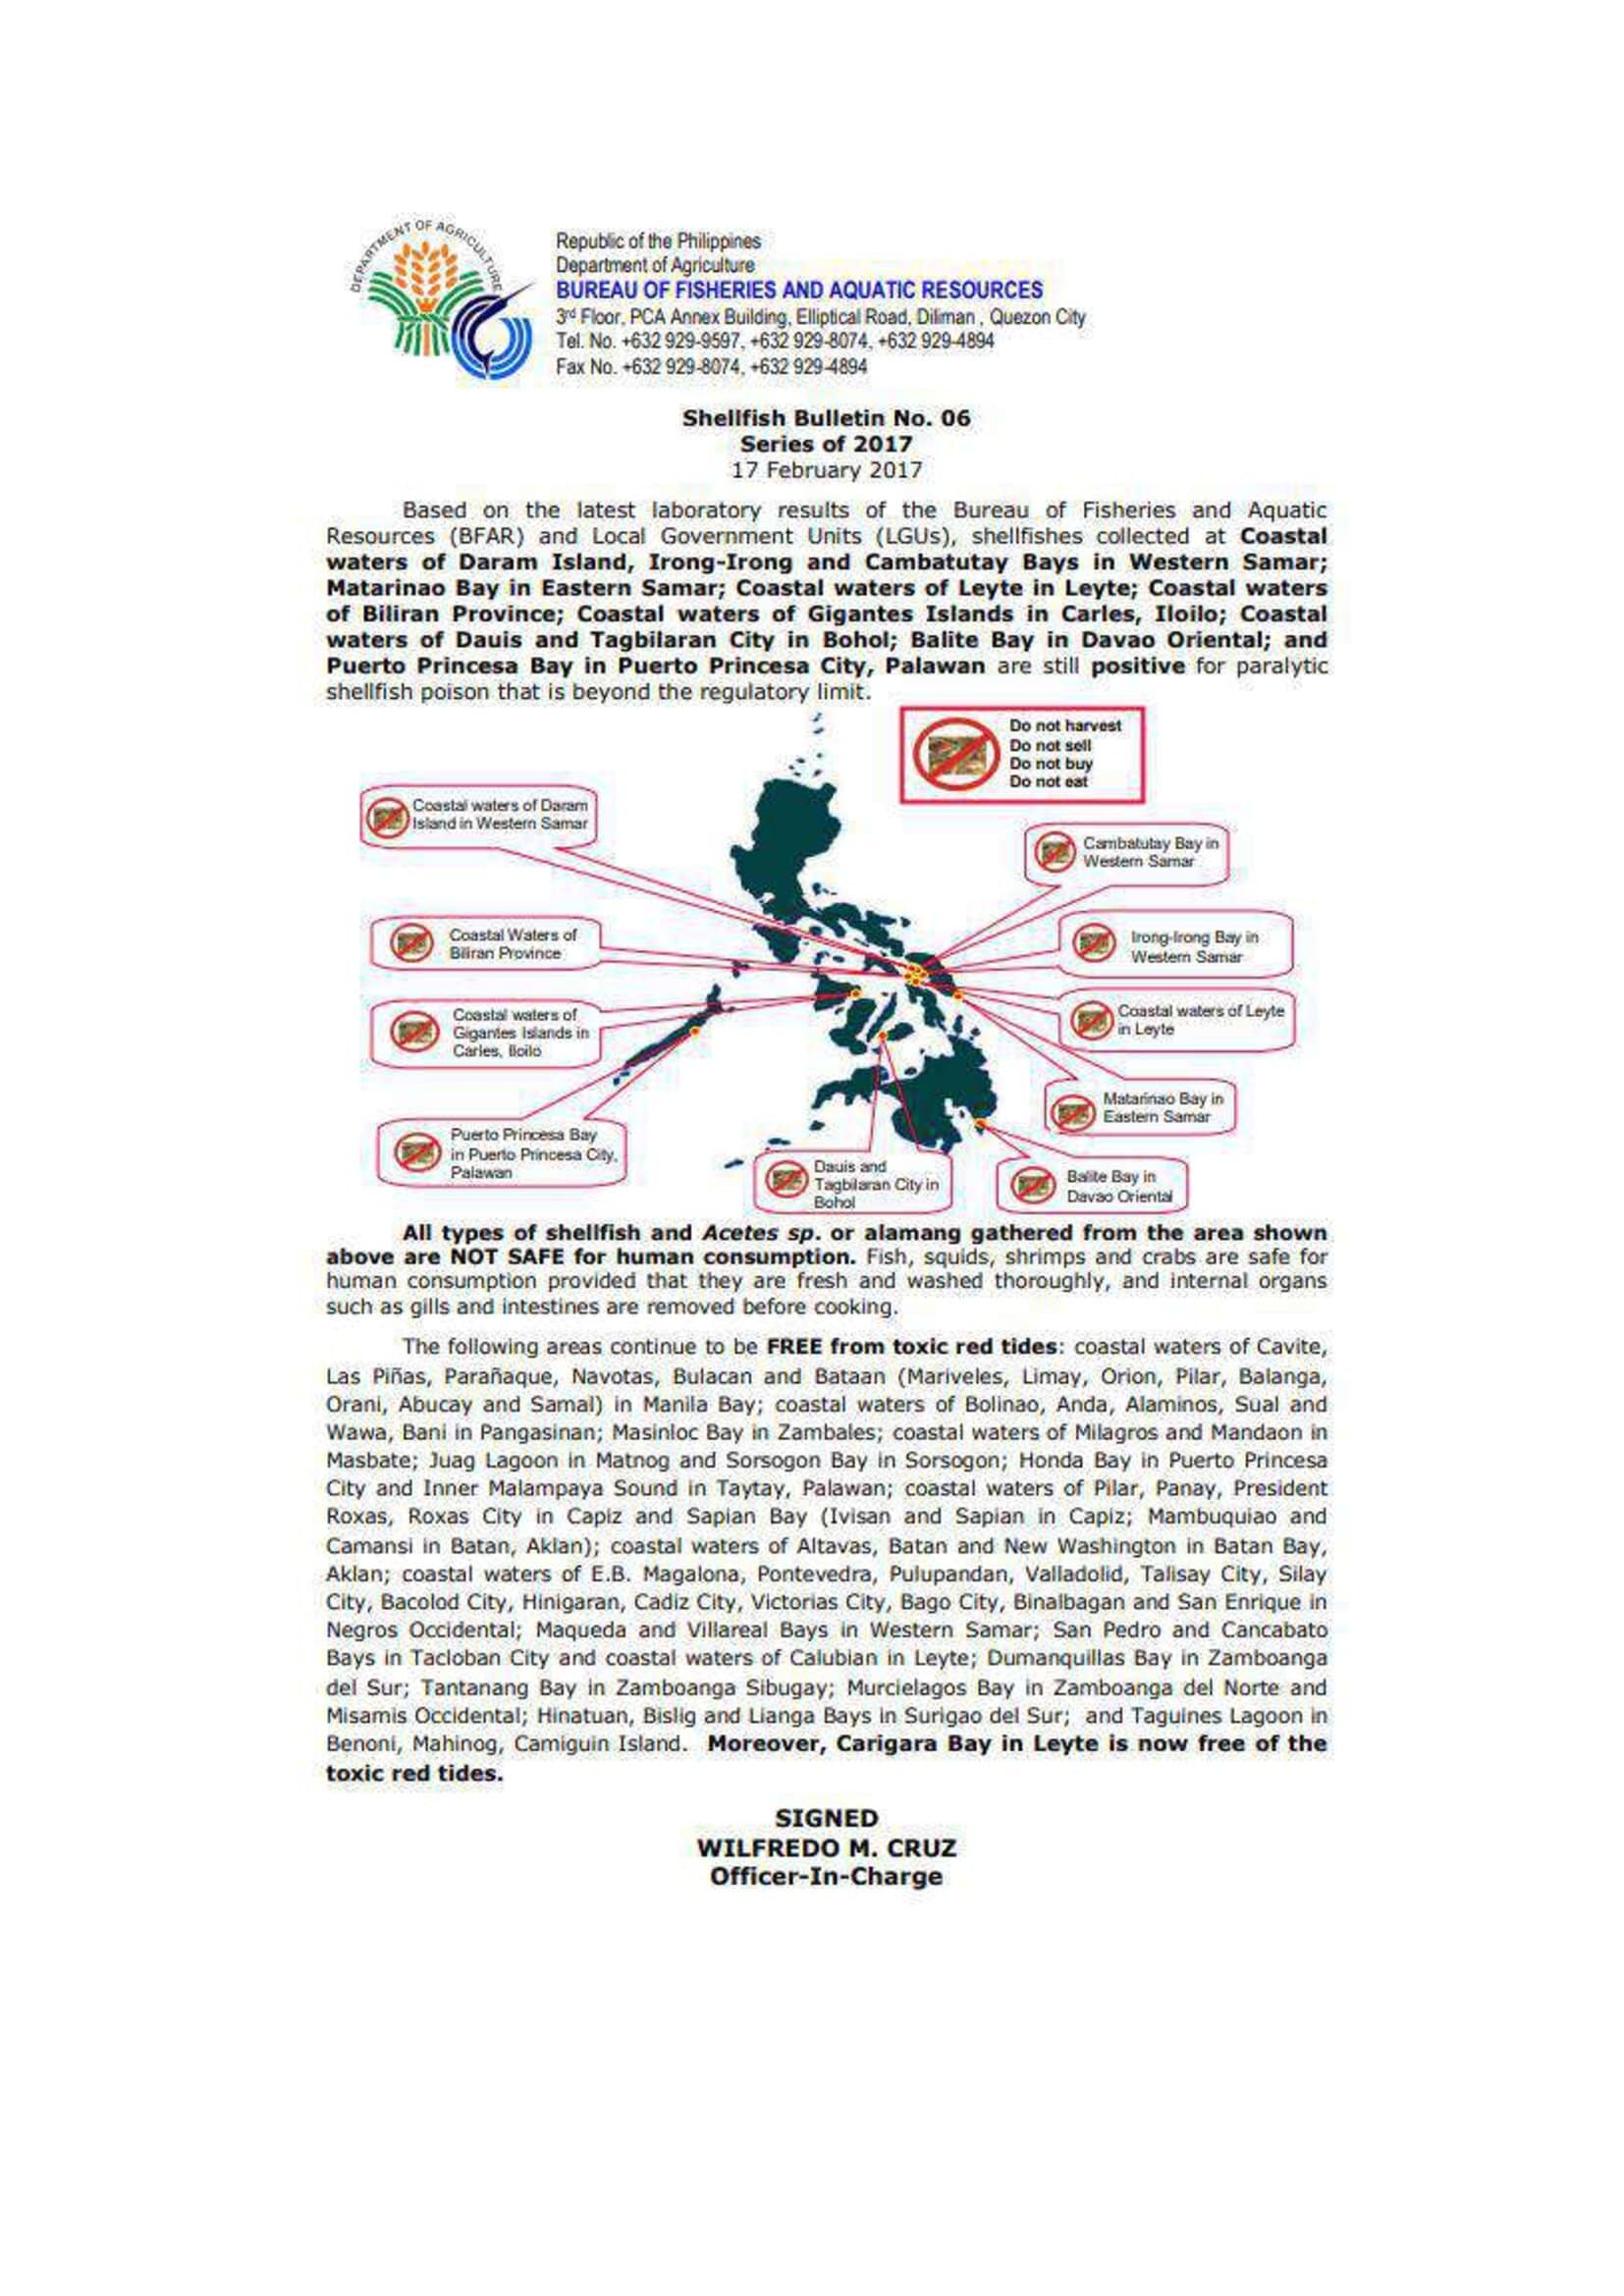 DEPARTMENT OF AGRICULTURE
Republic of the Philippines
Department of Agriculture
BUREAU OF FISHERIES AND AQUATIC RESOURCES
3rd Floor, PCA Annex Building, Elliptical Road, Diliman , Quezon City
Tel. No. +632 929-9597, +632 929-8074, +632 929-4894
Fax No. +632 929-8074, +632 929-4894
Shellfish Bulletin No. 06
Series of 2017
17 February 2017
Based on the latest laboratory results of the Bureau of Fisheries and Aquatic
Resources (BFAR) and Local Government Units (LGUs), shellfishes collected at Coastal
waters of Daram Island, Irong-Irong and Cambatutay Bays in Western Samar;
Matarinao Bay in Eastern Samar; Coastal waters of Leyte in Leyte; Coastal waters
of Biliran Province; Coastal waters of Gigantes Islands in Carles, Iloilo; Coastal
waters of Dauis and Tagbilaran City in Bohol; Balite Bay in Davao Oriental; and
Puerto Princesa Bay in Puerto Princesa City, Palawan are still positive for paralytic
shellfish poison that is beyond the regulatory limit.
Do not harvest
Do not sell
Do not buy
Do not eat
Coastal waters of Daram
Island in Western Samar
Cambatutay Bay in
Western Samar
Coastal Waters of
Biliran Province
Irong-Irong Bay in
Western Samar
Coastal waters of
Gigantes Islands in
Carles, Iloilo
Coastal waters of Leyte
in Leyte
Matarinao Bay in
Eastern Samar
Puerto Princesa Bay
in Puerto Princesa City,
Palawan
Dauis and
Tagbilaran City in
Bohol
Balite Bay in
Davao Oriental
All types of shellfish and Acetes sp. or alamang gathered from the area shown
above are NOT SAFE for human consumption. Fish, squids, shrimps and crabs are safe for
human consumption provided that they are fresh and washed thoroughly, and internal organs
such as gills and intestines are removed before cooking.
The following areas continue to be FREE from toxic red tides: coastal waters of Cavite,
Las Piñas, Parañaque, Navotas, Bulacan and Bataan (Mariveles, Limay, Orion, Pilar, Balanga,
Orani, Abucay and Samal) in Manila Bay; coastal waters of Bolinao, Anda, Alaminos, Sual and
Wawa, Bani in Pangasinan; Masinloc Bay in Zambales; coastal waters of Milagros and Mandaon in
Masbate; Juag Lagoon in Matnog and Sorsogon Bay in Sorsogon; Honda Bay in Puerto Princesa
City and Inner Malampaya Sound in Taytay, Palawan; coastal waters of Pilar, Panay, President
Roxas, Roxas City in Capiz and Sapian Bay (Ivisan and Sapian in Capiz; Mambuquiao and
Camansi in Batan, Aklan); coastal waters of Altavas, Batan and New Washington in Batan Bay,
Aklan; coastal waters of E.B. Magalona, Pontevedra, Pulupandan, Valladolid, Talisay City, Silay
City, Bacolod City, Hinigaran, Cadiz City, Victorias City, Bago City, Binalbagan and San Enrique in
Negros Occidental; Maqueda and Villareal Bays in Western Samar; San Pedro and Cancabato
Bays in Tacloban City and coastal waters of Calubian in Leyte; Dumanquillas Bay in Zamboanga
del Sur; Tantanang Bay in Zamboanga Sibugay; Murcielagos Bay in Zamboanga del Norte and
Misamis Occidental; Hinatuan, Bislig and Lianga Bays in Surigao del Sur; and Taguines Lagoon in
Benoni, Mahinog, Camiguin Island. Moreover, Carigara Bay in Leyte is now free of the
toxic red tides.
SIGNED
WILFREDO M. CRUZ
Officer-In-Charge